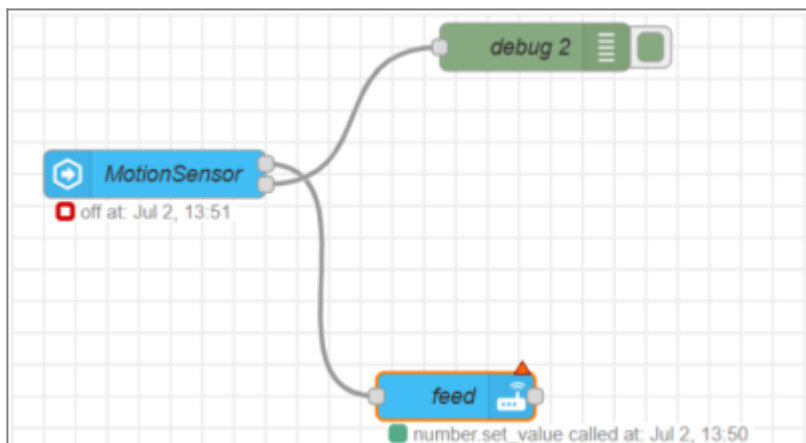 debug 2
MotionSensor
off at: Jul 2, 13:51
feed
number.set_value called at: Jul 2, 13:50